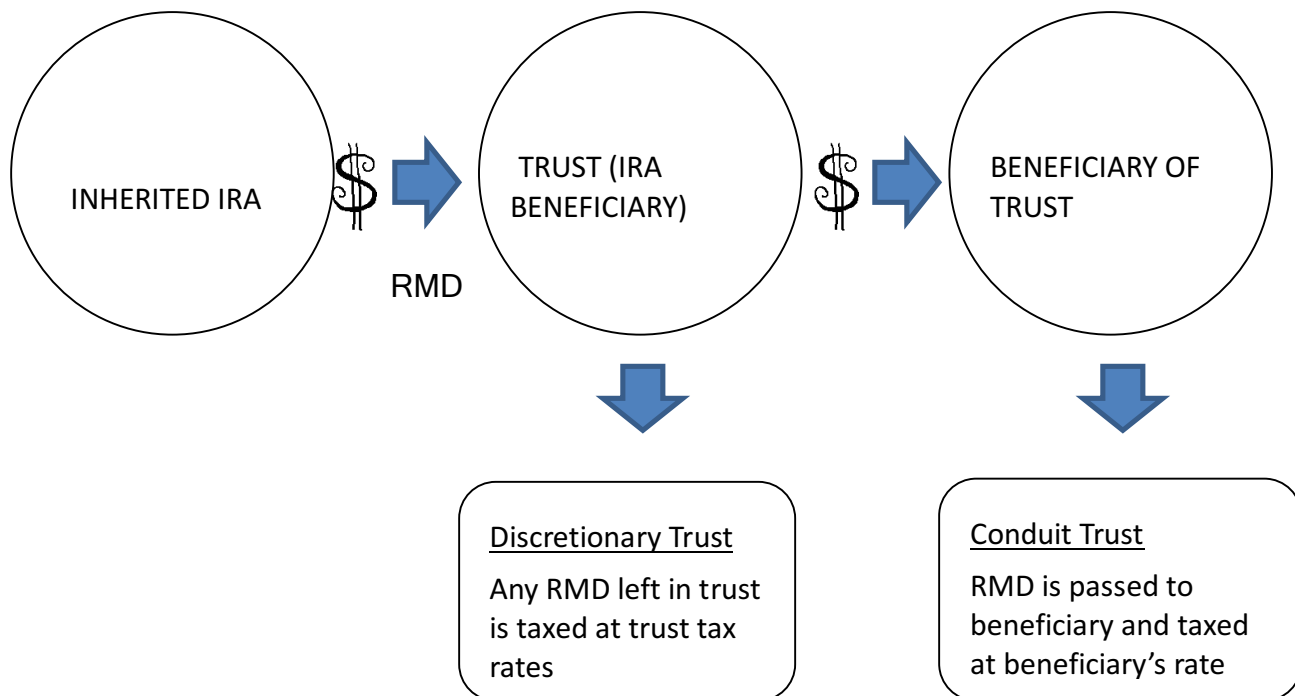 INHERITED IRA
$
RMD
TRUST (IRA
BENEFICIARY)
$
BENEFICIARY OF
TRUST
Discretionary Trust
Any RMD left in trust
is taxed at trust tax
rates
Conduit Trust
RMD is passed to
beneficiary and taxed
at beneficiary’s rate